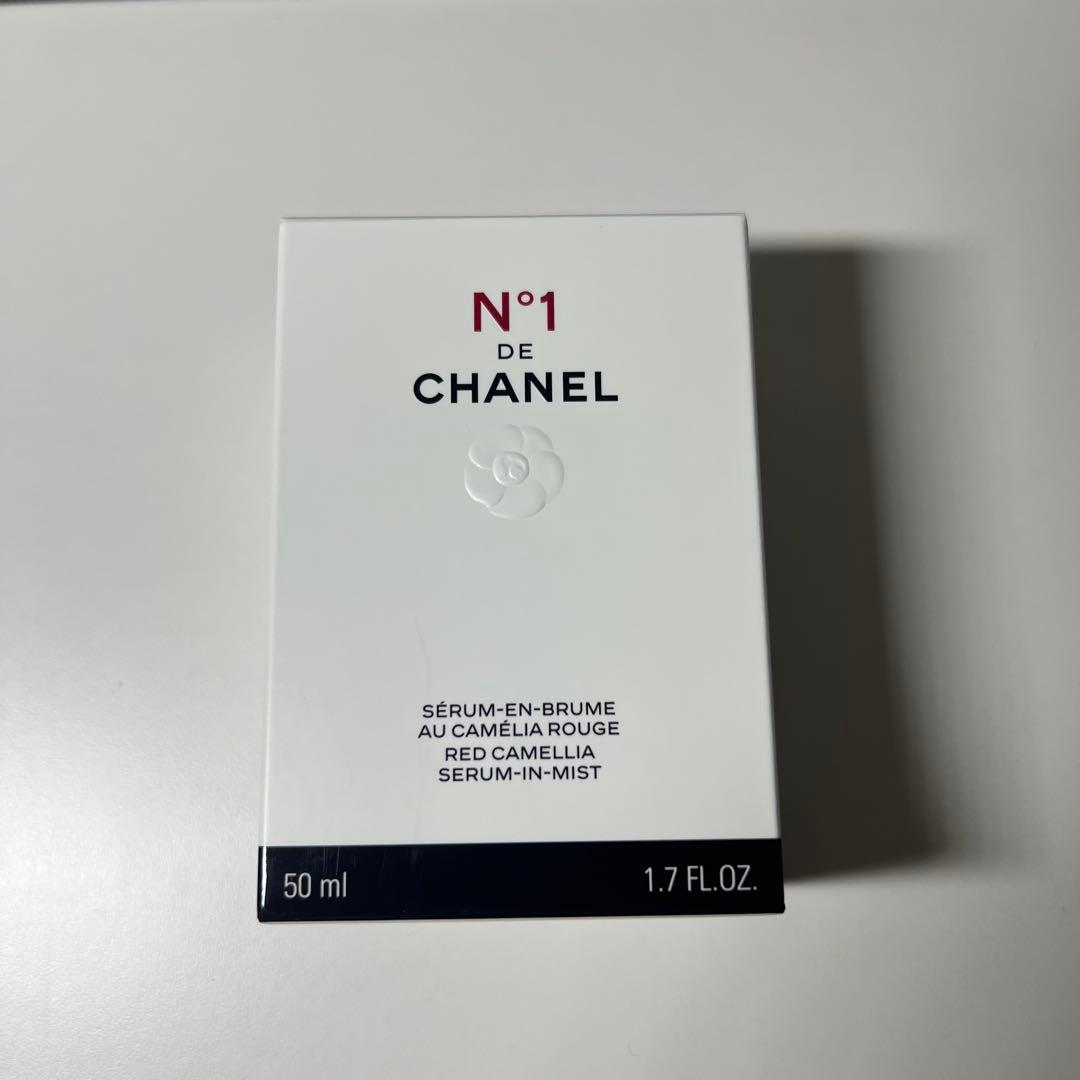 N°1
DE
CHANEL
SÉRUM-EN-BRUME
AU CAMÉLIA ROUGE
RED CAMELLIA
SERUM-IN-MIST
50 ml 1.7 FL.OZ.